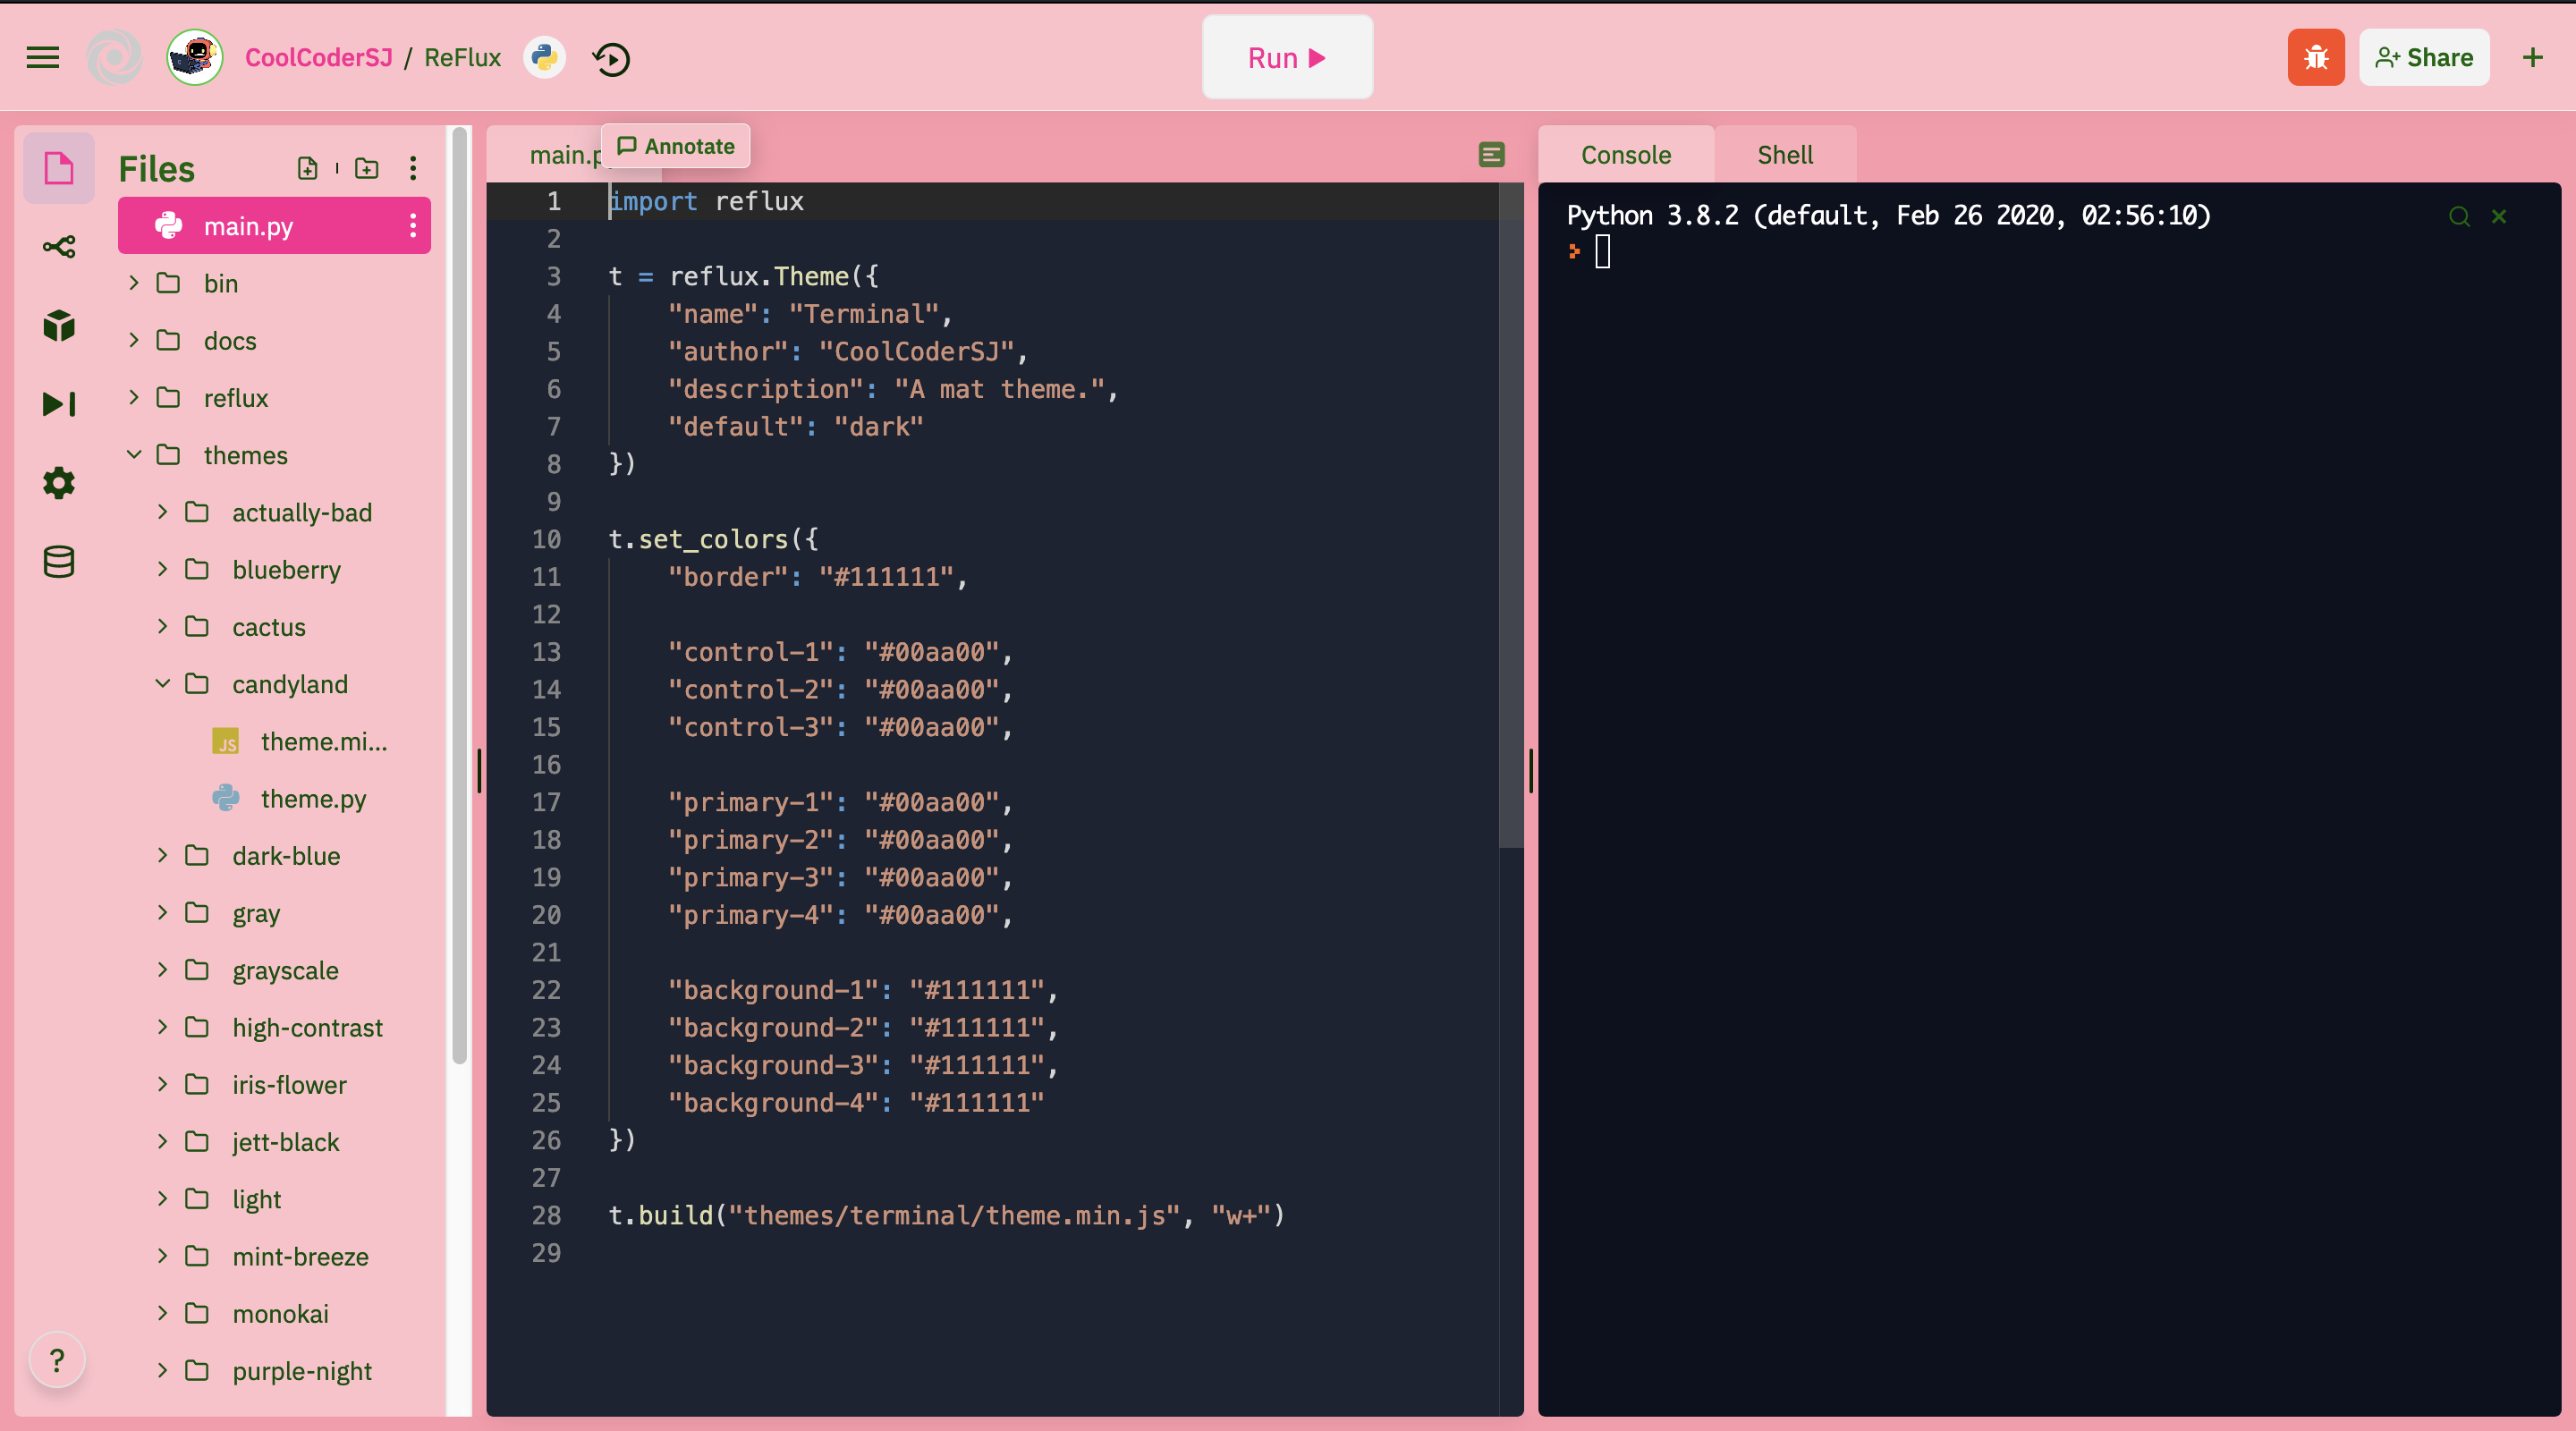 CoolCoderSJ / ReFlux
Run
Share
Files
main.py
bin
docs
reflux
themes
actually-bad
blueberry
cactus
candyland
JS theme.mi...
theme.py
dark-blue
gray
grayscale
high-contrast
iris-flower
jett-black
light
mint-breeze
monokai
purple-night
?
main.p
Annotate
1 import reflux
2
3 t = reflux.Theme({
4 "name": "Terminal",
5 "author": "CoolCoderSJ",
6 "description": "A mat theme.",
7 "default": "dark"
8 })
9
10 t.set_colors({
11 "border": "#111111",
12
13 "control-1": "#00aa00",
14 "control-2": "#00aa00",
15 "control-3": "#00aa00",
16
17 "primary-1": "#00aa00",
18 "primary-2": "#00aa00",
19 "primary-3": "#00aa00",
20 "primary-4": "#00aa00",
21
22 "background-1": "#111111",
23 "background-2": "#111111",
24 "background-3": "#111111",
25 "background-4": "#111111"
26 })
27
28 t.build("themes/terminal/theme.min.js", "w+")
29
Console
Shell
Python 3.8.2 (default, Feb 26 2020, 02:56:10)